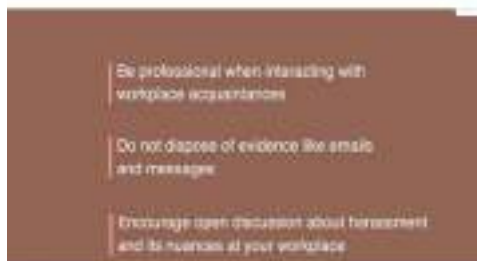 Be professional when interacting with
workplace acquaintances
Do not dispose of evidence like emails
and messages
Encourage open discussion about harassment
and its nuances at your workplace